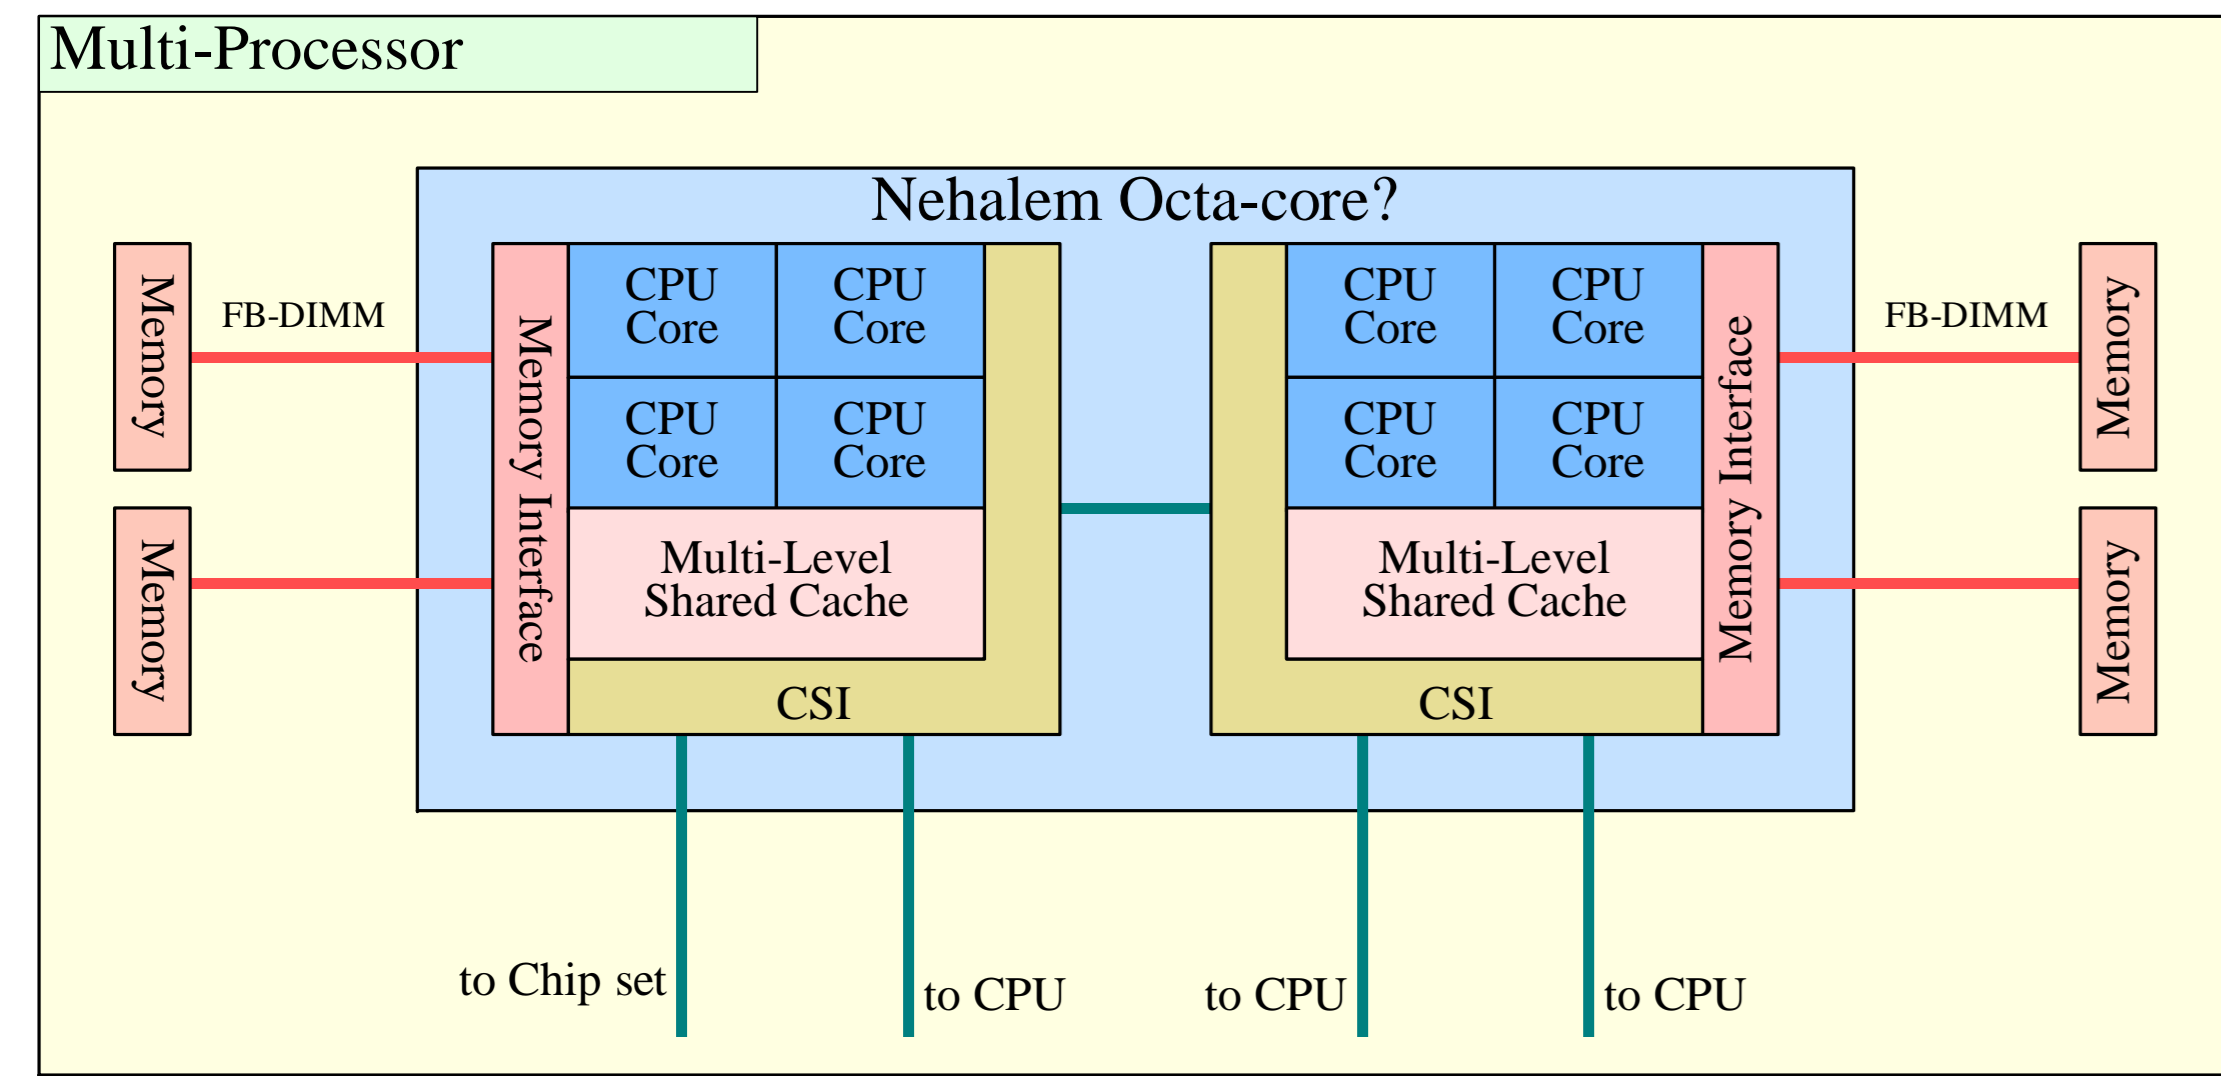 Multi-Processor
Nehalem Octa-core?
Memory
FB-DIMM
Memory
Memory Interface
CPU
Core
CPU
Core
CPU
Core
CPU
Core
Multi-Level
Shared Cache
CSI
CPU
Core
CPU
Core
CPU
Core
CPU
Core
Multi-Level
Shared Cache
CSI
Memory Interface
FB-DIMM
Memory
Memory
to Chip set
to CPU
to CPU
to CPU